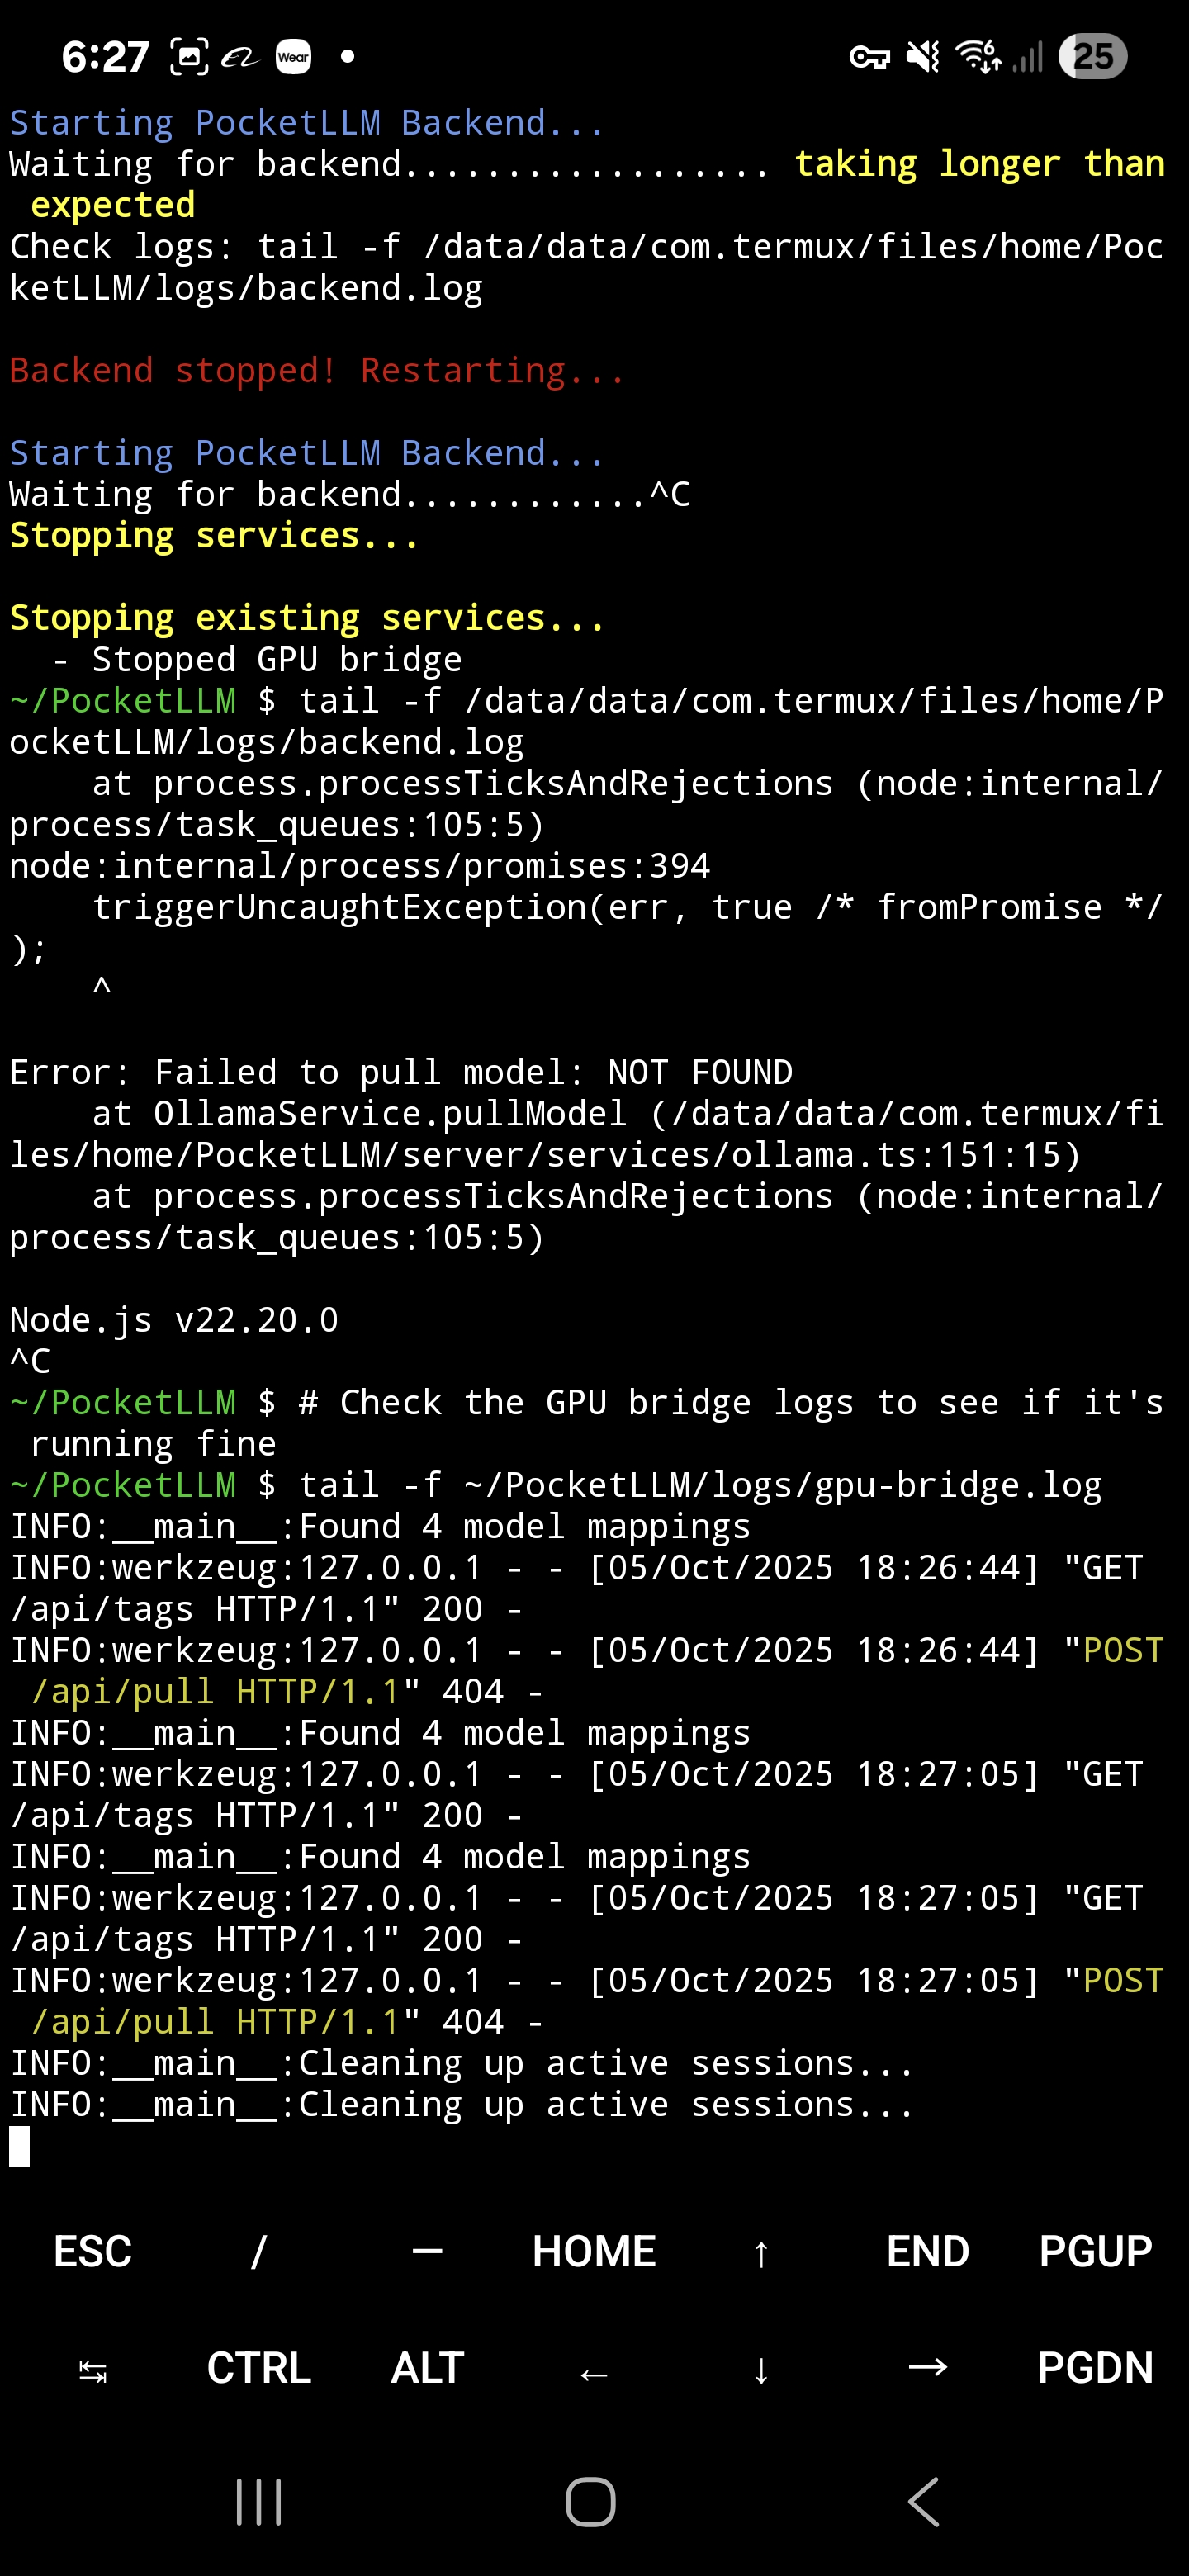 6:27
Wear
6
25
Starting PocketLLM Backend...
Waiting for backend.................. taking longer than
 expected
Check logs: tail -f /data/data/com.termux/files/home/Poc
ketLLM/logs/backend.log
Backend stopped! Restarting...
Starting PocketLLM Backend...
Waiting for backend............^C
Stopping services...
Stopping existing services...
  - Stopped GPU bridge
~/PocketLLM $ tail -f /data/data/com.termux/files/home/P
ocketLLM/logs/backend.log
    at process.processTicksAndRejections (node:internal/
process/task_queues:105:5)
node:internal/process/promises:394
    triggerUncaughtException(err, true /* fromPromise */
);
    ^
Error: Failed to pull model: NOT FOUND
    at OllamaService.pullModel (/data/data/com.termux/fi
les/home/PocketLLM/server/services/ollama.ts:151:15)
    at process.processTicksAndRejections (node:internal/
process/task_queues:105:5)
Node.js v22.20.0
^C
~/PocketLLM $ # Check the GPU bridge logs to see if it's
 running fine
~/PocketLLM $ tail -f ~/PocketLLM/logs/gpu-bridge.log
INFO:__main__:Found 4 model mappings
INFO:werkzeug:127.0.0.1 - - [05/Oct/2025 18:26:44] "GET
/api/tags HTTP/1.1" 200 -
INFO:werkzeug:127.0.0.1 - - [05/Oct/2025 18:26:44] "POST
 /api/pull HTTP/1.1" 404 -
INFO:__main__:Found 4 model mappings
INFO:werkzeug:127.0.0.1 - - [05/Oct/2025 18:27:05] "GET
/api/tags HTTP/1.1" 200 -
INFO:__main__:Found 4 model mappings
INFO:werkzeug:127.0.0.1 - - [05/Oct/2025 18:27:05] "GET
/api/tags HTTP/1.1" 200 -
INFO:werkzeug:127.0.0.1 - - [05/Oct/2025 18:27:05] "POST
 /api/pull HTTP/1.1" 404 -
INFO:__main__:Cleaning up active sessions...
INFO:__main__:Cleaning up active sessions...
ESC / — HOME ↑ END PGUP
↹ CTRL ALT ← ↓ → PGDN